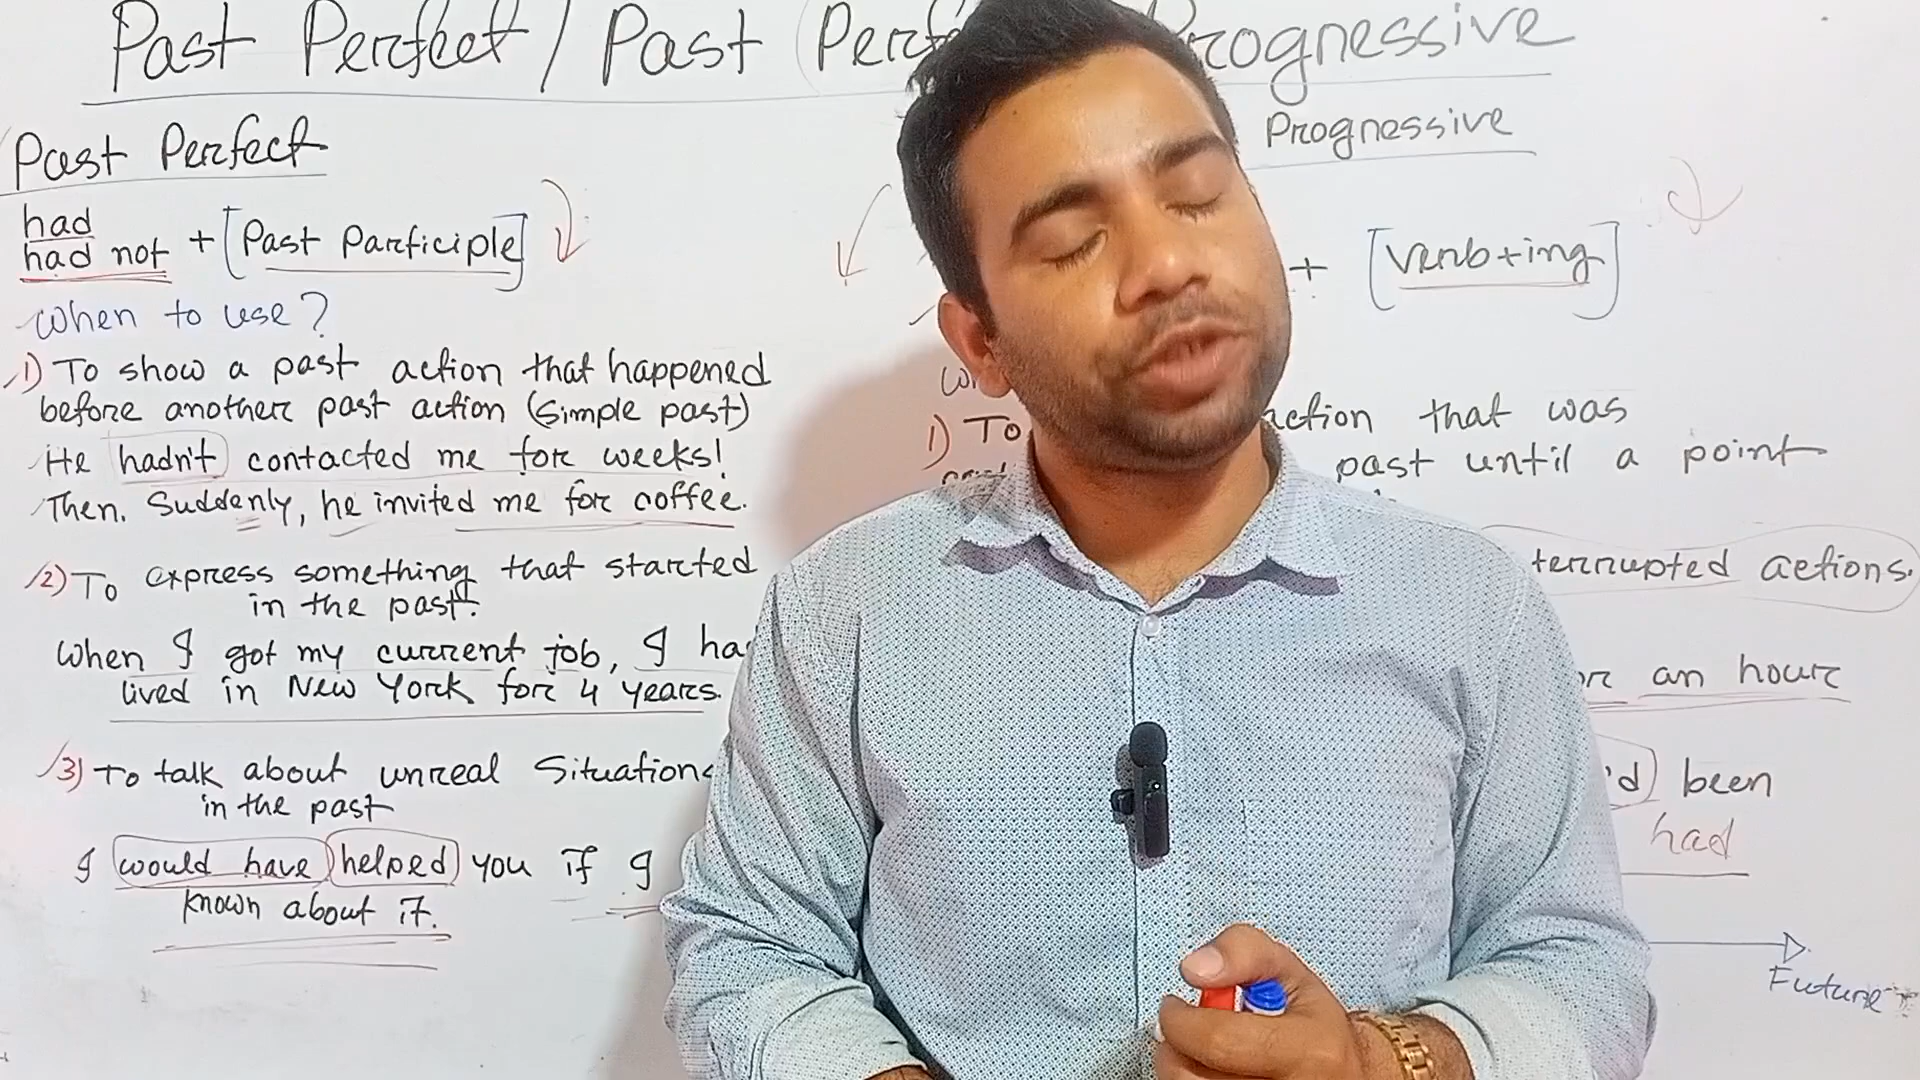 Past Perfect / Past Progressive
Past Perfect
had
had not + [Past Participle]
When to use?
1) To show a past action that happened
before another past action (simple past)
He hadn't contacted me for weeks!
Then. Suddenly, he invited me for coffee.
2) To express something that started
in the past.
When I got my current job, I
lived in New York for 4 years.
3) To talk about unreal Situations
in the past
I would have helped you if I
known about it.
Progressive
+ [verb+ing]
1) To action that was
past until a point
actions.
an hour
'd been
had
Future